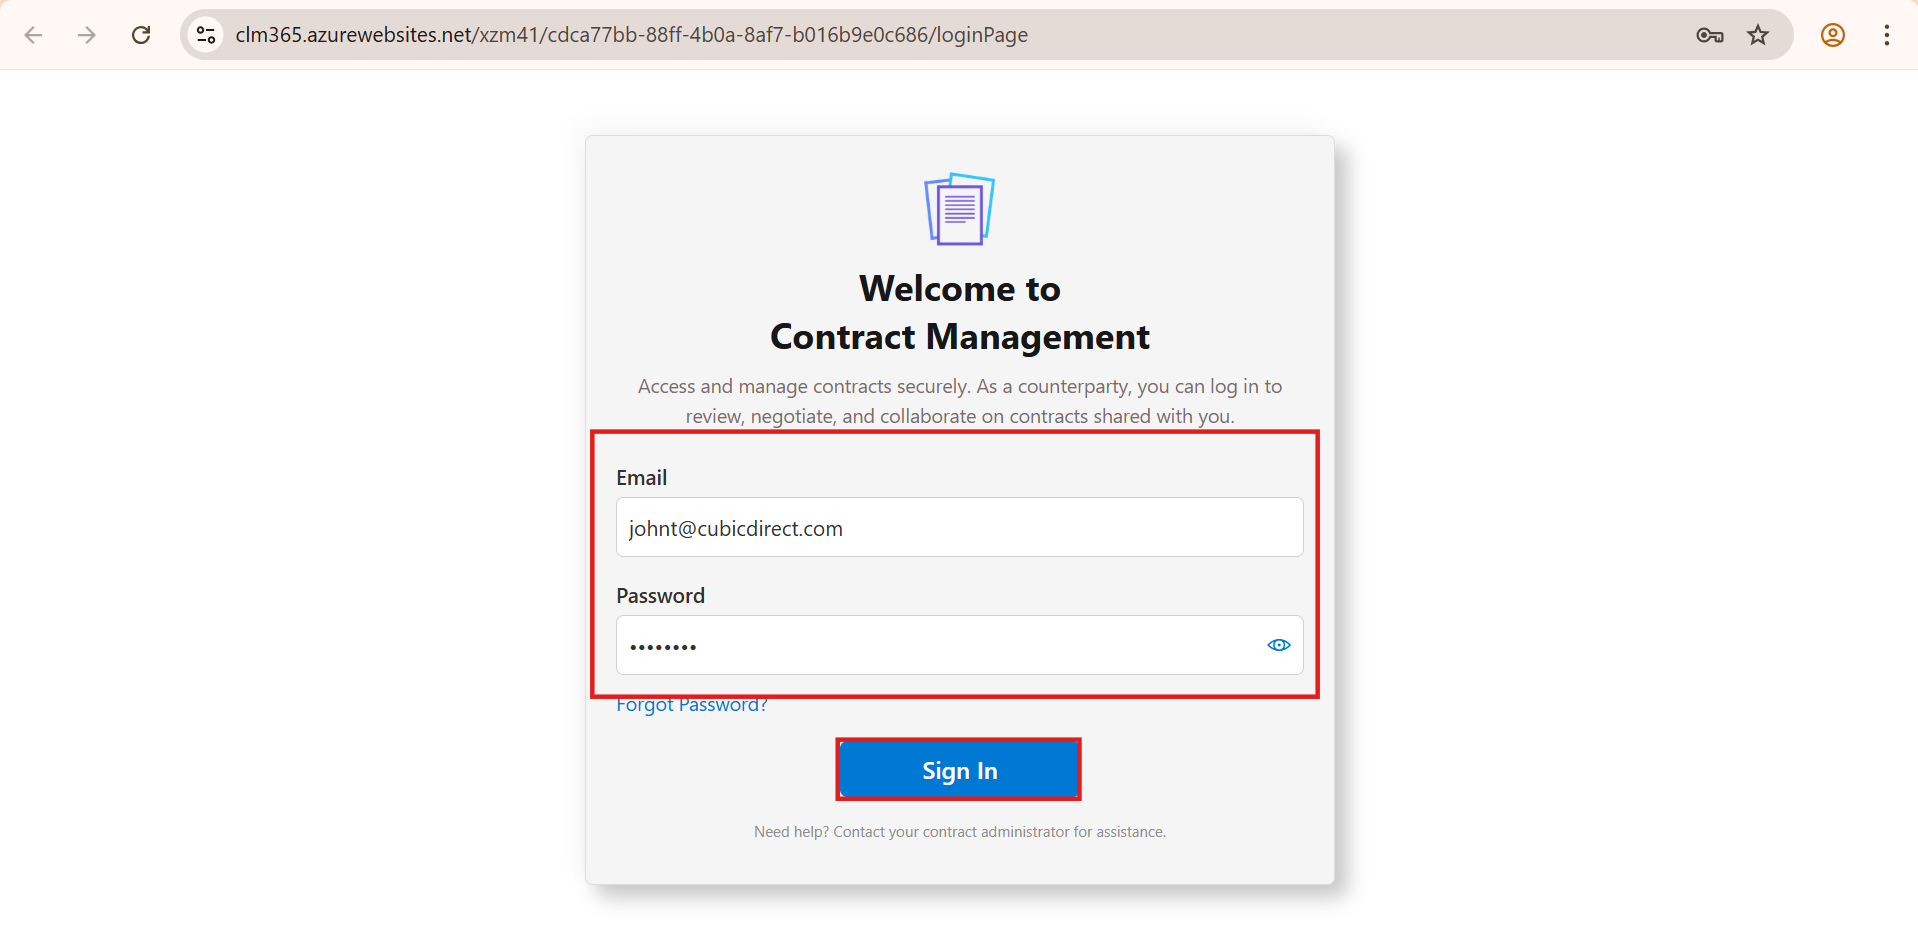 clm365.azurewebsites.net/xzm41/cdca77bb-88ff-4b0a-8af7-b016b9e0c686/loginPage
Welcome to
Contract Management
Access and manage contracts securely. As a counterparty, you can log in to
review, negotiate, and collaborate on contracts shared with you.
Email
johnt@cubicdirect.com
Password
••••••••
Forgot Password?
Sign In
Need help? Contact your contract administrator for assistance.